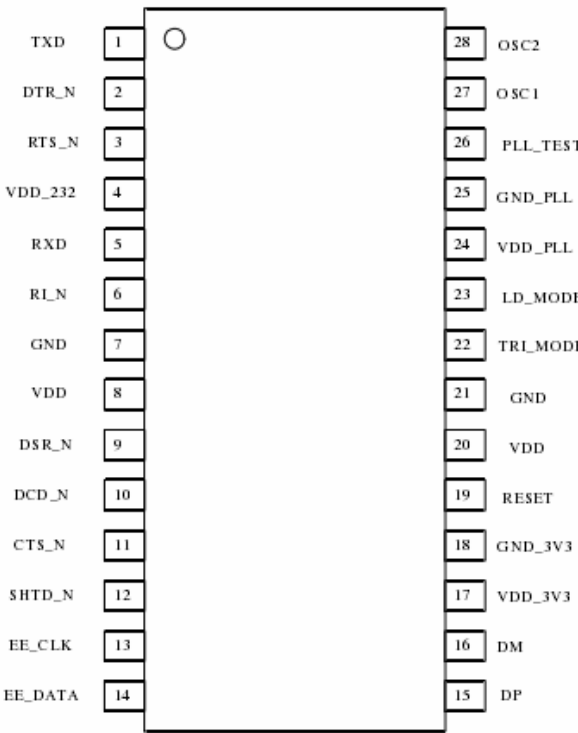 TXD 1 28 OSC2
DTR_N 2 27 OSC1
RTS_N 3 26 PLL_TEST
VDD_232 4 25 GND_PLL
RXD 5 24 VDD_PLL
RI_N 6 23 LD_MODE
GND 7 22 TRI_MODE
VDD 8 21 GND
DSR_N 9 20 VDD
DCD_N 10 19 RESET
CTS_N 11 18 GND_3V3
SHTD_N 12 17 VDD_3V3
EE_CLK 13 16 DM
EE_DATA 14 15 DP